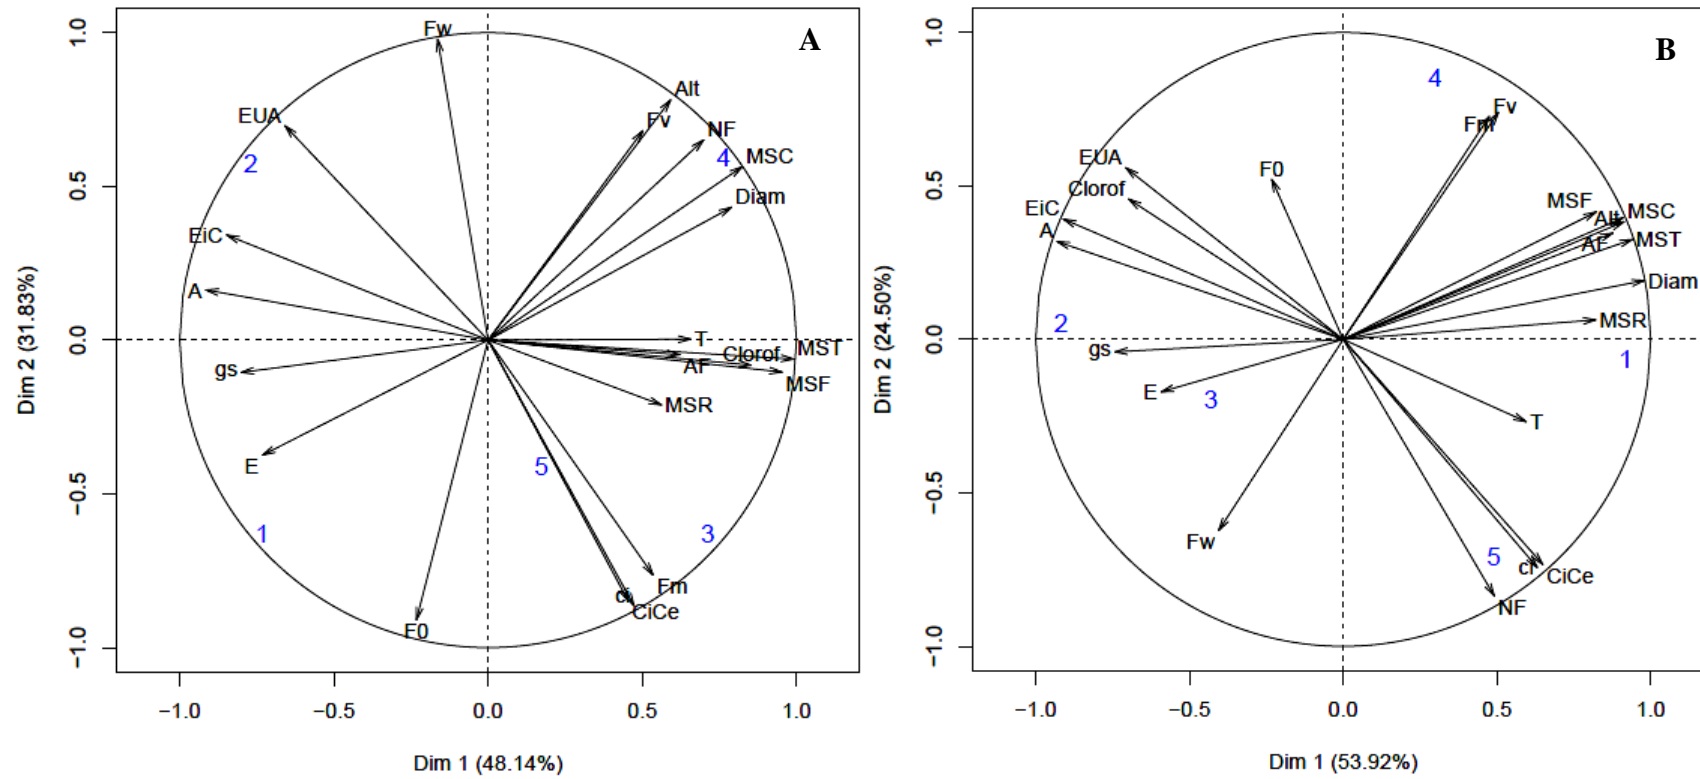 A
1.0
0.5
0.0
−0.5
−1.0
Dim 2 (31.83%)
Fw
Alt
EUA
Fv
NF
2
4
MSC
Diam
EiC
A
T
MST
Clorof
gs
AF
MSF
MSR
E
5
1
3
Fm
ci
CiCe
F0
−1.0
−0.5
0.0
0.5
1.0
Dim 1 (48.14%)
B
1.0
0.5
0.0
−0.5
−1.0
Dim 2 (24.50%)
4
Fv
Fm
EUA
F0
Clorof
MSF
EiC
Alt
MSC
A
AF
MST
Diam
2
MSR
gs
1
E
3
T
Fw
5
ci
CiCe
NF
−1.0
−0.5
0.0
0.5
1.0
Dim 1 (53.92%)